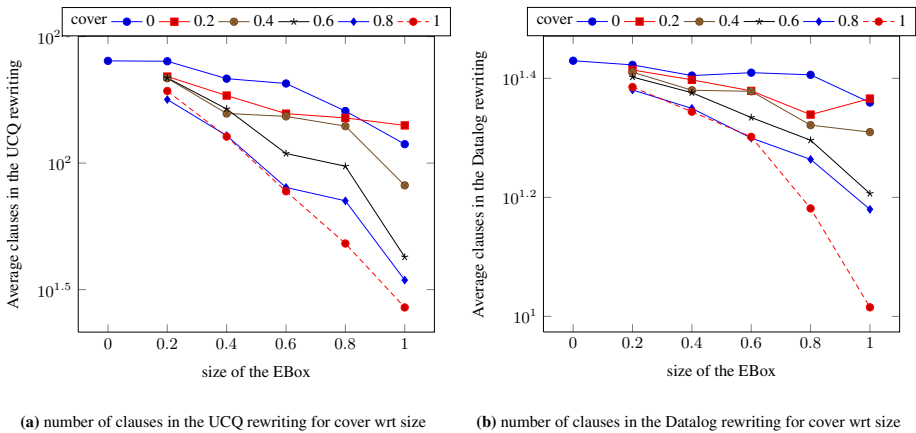 cover 0 0.2 0.4 0.6 0.8 1
10^2.5
10^2
10^1.5
Average clauses in the UCQ rewriting
0 0.2 0.4 0.6 0.8 1
size of the EBox
(a) number of clauses in the UCQ rewriting for cover wrt size
cover 0 0.2 0.4 0.6 0.8 1
10^1.4
10^1.2
10^1
Average clauses in the Datalog rewriting
0 0.2 0.4 0.6 0.8 1
size of the EBox
(b) number of clauses in the Datalog rewriting for cover wrt size